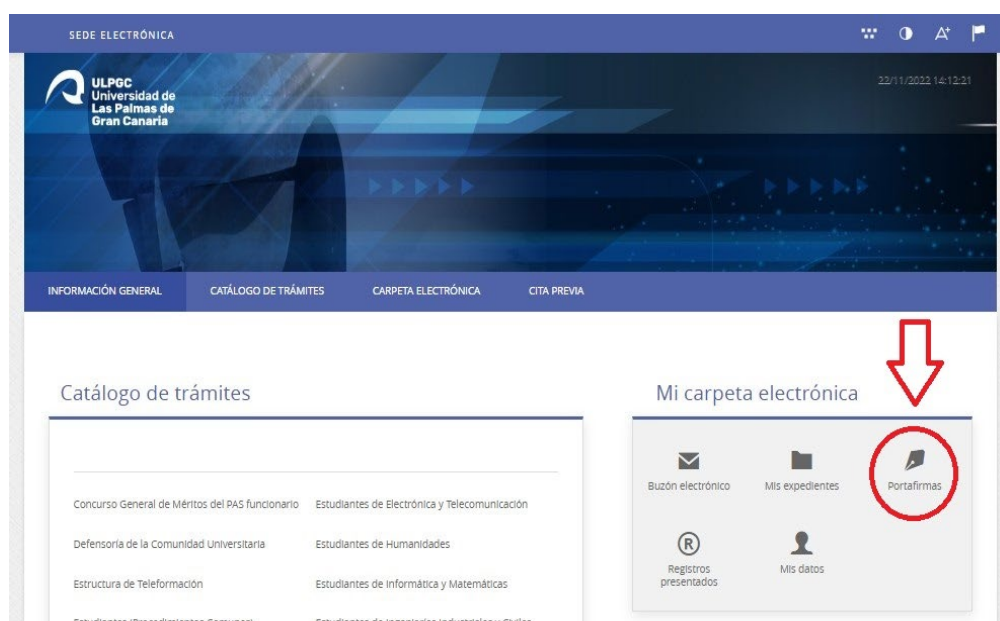 SEDE ELECTRÓNICA
ULPGC
Universidad de
Las Palmas de
Gran Canaria
22/11/2022 14:12:21
INFORMACIÓN GENERAL
CATÁLOGO DE TRÁMITES
CARPETA ELECTRÓNICA
CITA PREVIA
Catálogo de trámites
Concurso General de Méritos del PAS funcionario
Estudiantes de Electrónica y Telecomunicación
Defensoría de la Comunidad Universitaria
Estudiantes de Humanidades
Estructura de Teleformación
Estudiantes de Informática y Matemáticas
Mi carpeta electrónica
Buzón electrónico
Mis expedientes
Portafirmas
Registros
presentados
Mis datos